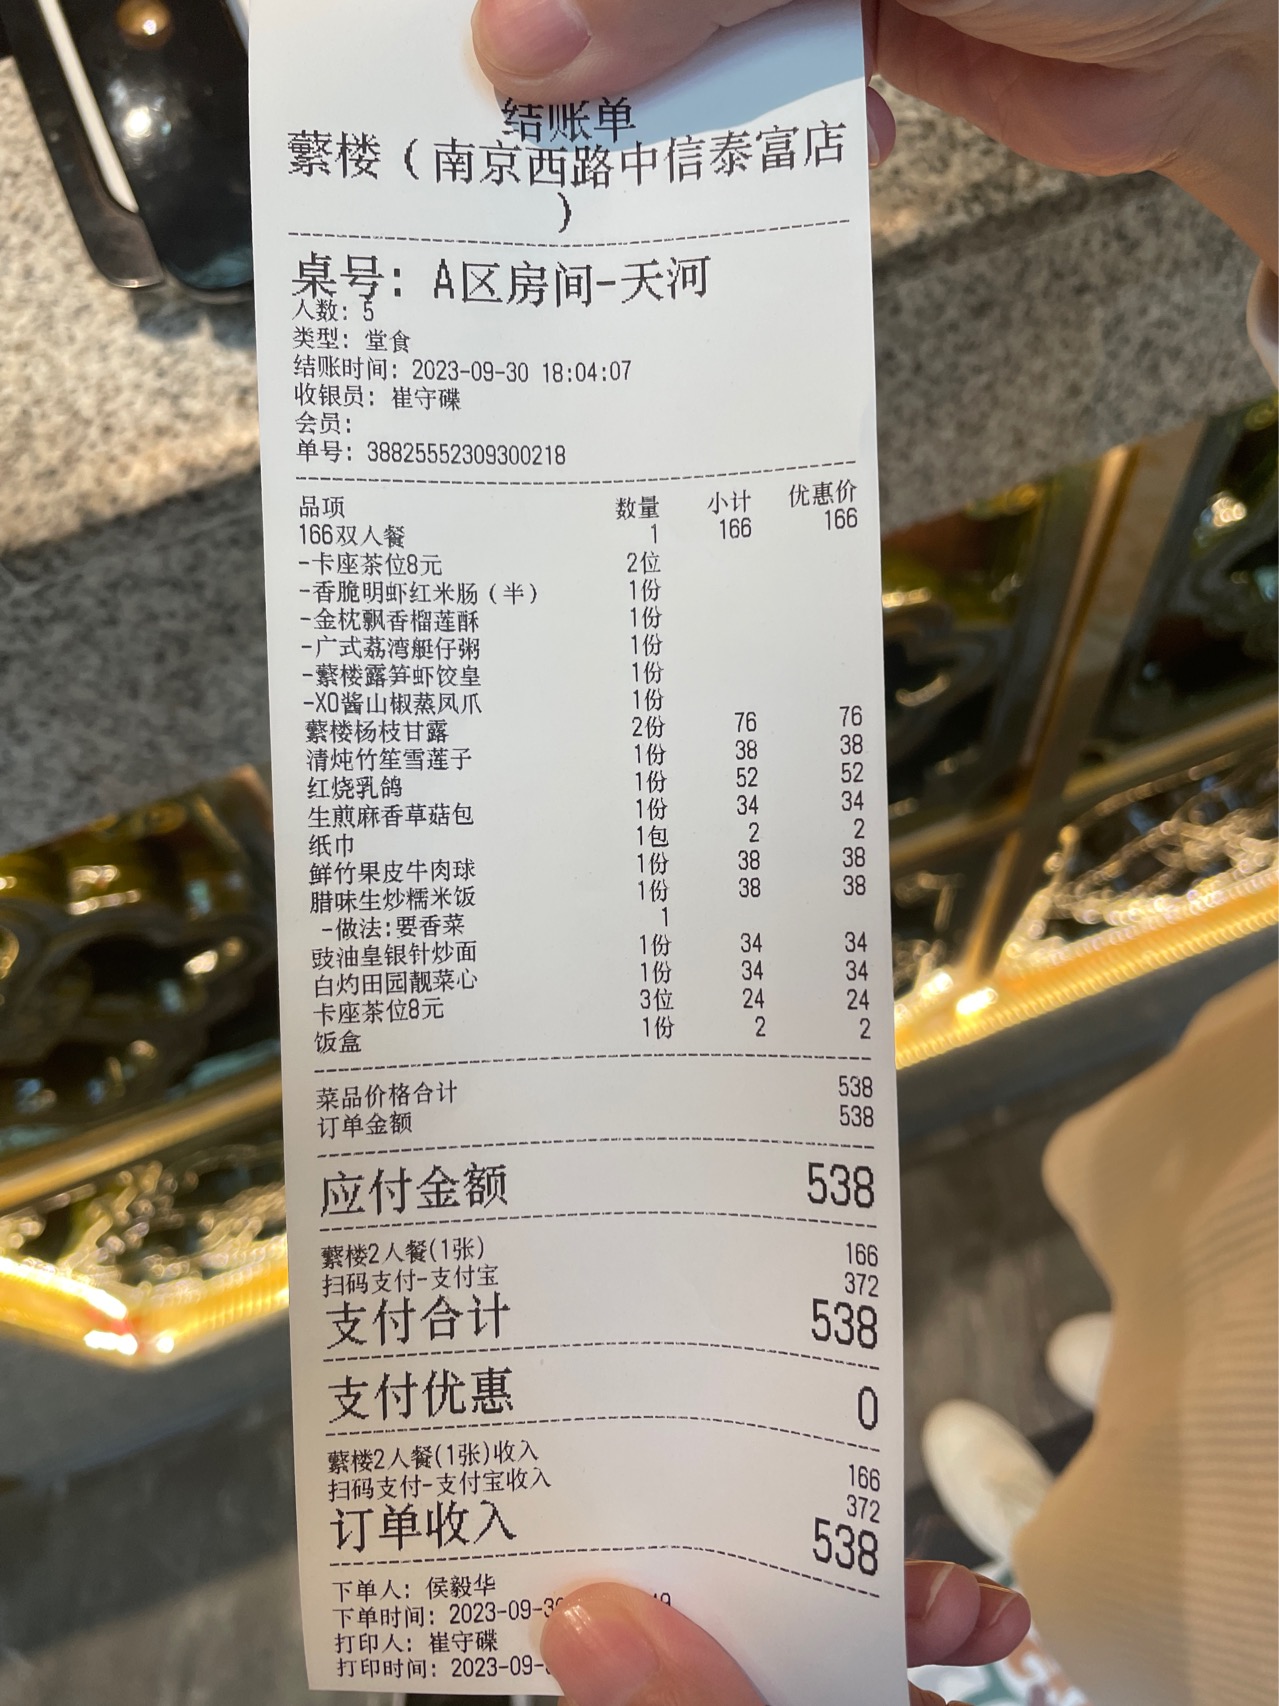 结账单
蘩楼（南京西路中信泰富店
）
桌号：A区房间-天河
人数：5
类型：堂食
结账时间：2023-09-30 18:04:07
收银员：崔守碟
会员：
单号：38825552309300218
品项 数量 小计 优惠价
166双人餐 1 166 166
-卡座茶位8元 2位
-香脆明虾红米肠（半） 1份
-金枕飘香榴莲酥 1份
-广式荔湾艇仔粥 1份
-蘩楼露笋虾饺皇 1份
-XO酱山椒蒸凤爪 1份
蘩楼杨枝甘露 2份 76 76
清炖竹笙雪莲子 1份 38 38
红烧乳鸽 1份 52 52
生煎麻香草菇包 1份 34 34
纸巾 1包 2 2
鲜竹果皮牛肉球 1份 38 38
腊味生炒糯米饭 1份 38 38
-做法:要香菜 1
豉油皇银针炒面 1份 34 34
白灼田园靓菜心 1份 34 34
卡座茶位8元 3位 24 24
饭盒 1份 2 2
菜品价格合计 538
订单金额 538
应付金额 538
蘩楼2人餐(1张) 166
扫码支付-支付宝 372
支付合计 538
支付优惠 0
蘩楼2人餐(1张)收入 166
扫码支付-支付宝收入 372
订单收入 538
下单人：侯毅华
下单时间：2023-09-3
打印人：崔守碟
打印时间：2023-09-